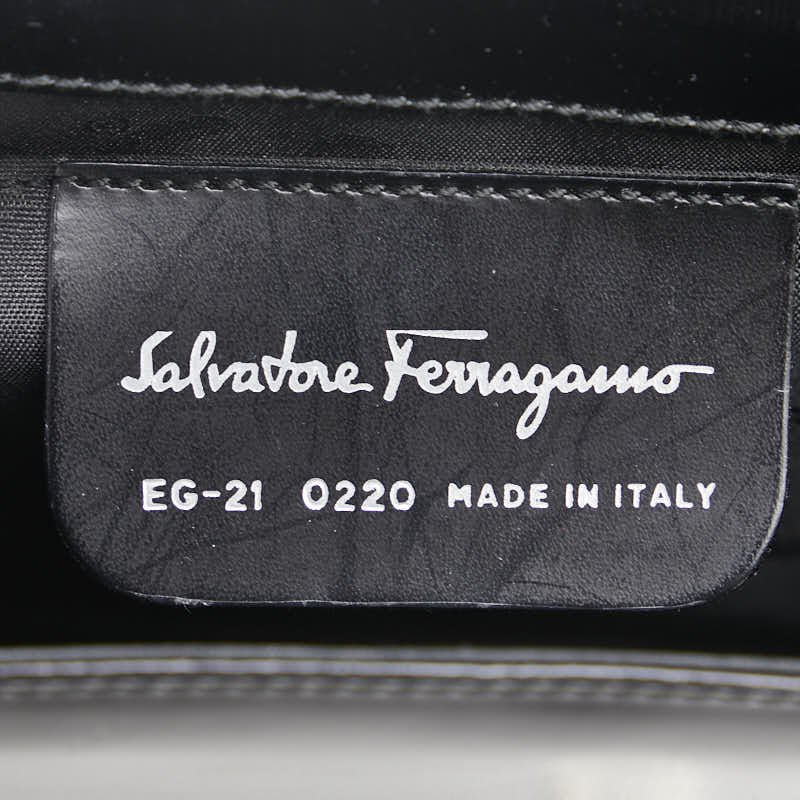 Salvatore Ferragamo
EG-21 0220 MADE IN ITALY